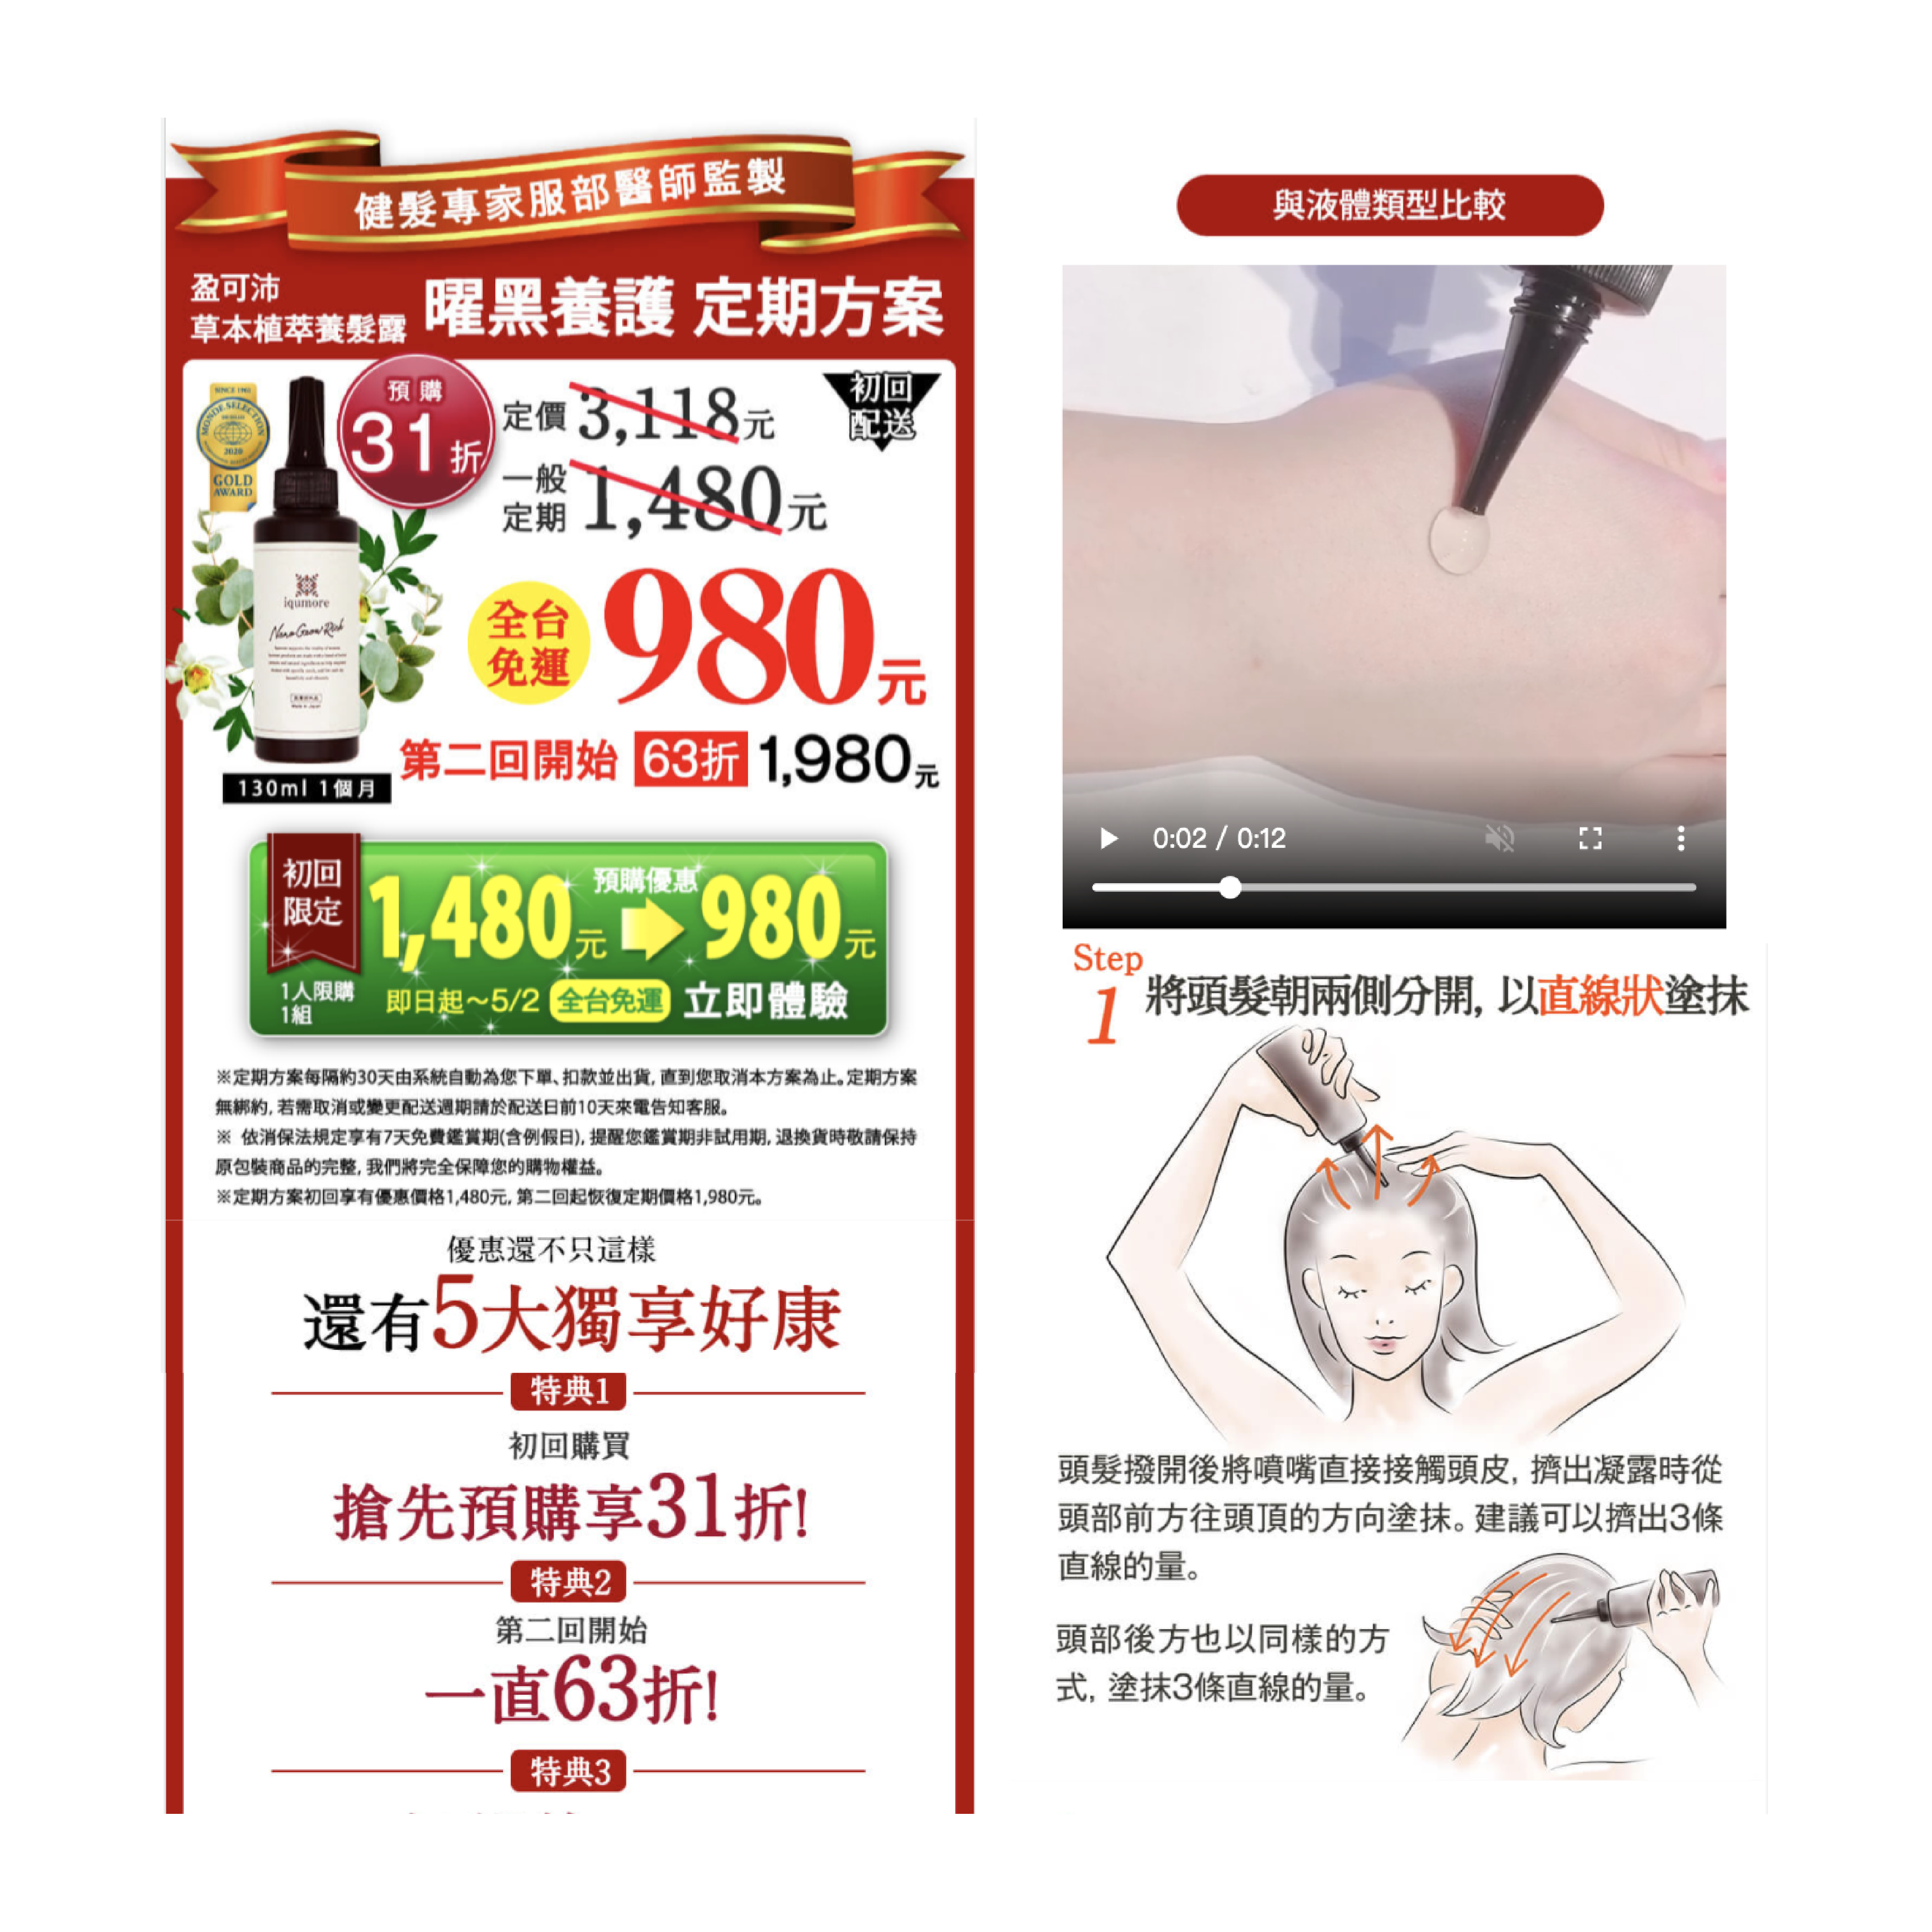 健髮專家服部醫師監製
盈可沛
草本植萃養髮露
曜黑養護 定期方案
SINCE 1961
MONDE SELECTION
2020
GOLD
AWARD
預購
31折
定價 3,118元
一般
定期 1,480元
初回
配送
iqumore
Nano Grow Rich
Made in Japan
全台
免運
980元
130ml 1個月
第二回開始 63折 1,980元
初回
限定
1,480元 預購優惠 980元
1人限購
1組
即日起～5/2 全台免運 立即體驗
※定期方案每隔約30天由系統自動為您下單、扣款並出貨, 直到您取消本方案為止。定期方案
無綁約, 若需取消或變更配送週期請於配送日前10天來電告知客服。
※ 依消保法規定享有7天免費鑑賞期(含例假日), 提醒您鑑賞期非試用期, 退換貨時敬請保持
原包裝商品的完整, 我們將完全保障您的購物權益。
※定期方案初回享有優惠價格1,480元, 第二回起恢復定期價格1,980元。
優惠還不只這樣
還有5大獨享好康
特典1
初回購買
搶先預購享31折!
特典2
第二回開始
一直63折!
特典3
與液體類型比較
0:02 / 0:12
Step
1
將頭髮朝兩側分開, 以直線狀塗抹
頭髮撥開後將噴嘴直接接觸頭皮, 擠出凝露時從
頭部前方往頭頂的方向塗抹。建議可以擠出3條
直線的量。
頭部後方也以同樣的方
式, 塗抹3條直線的量。